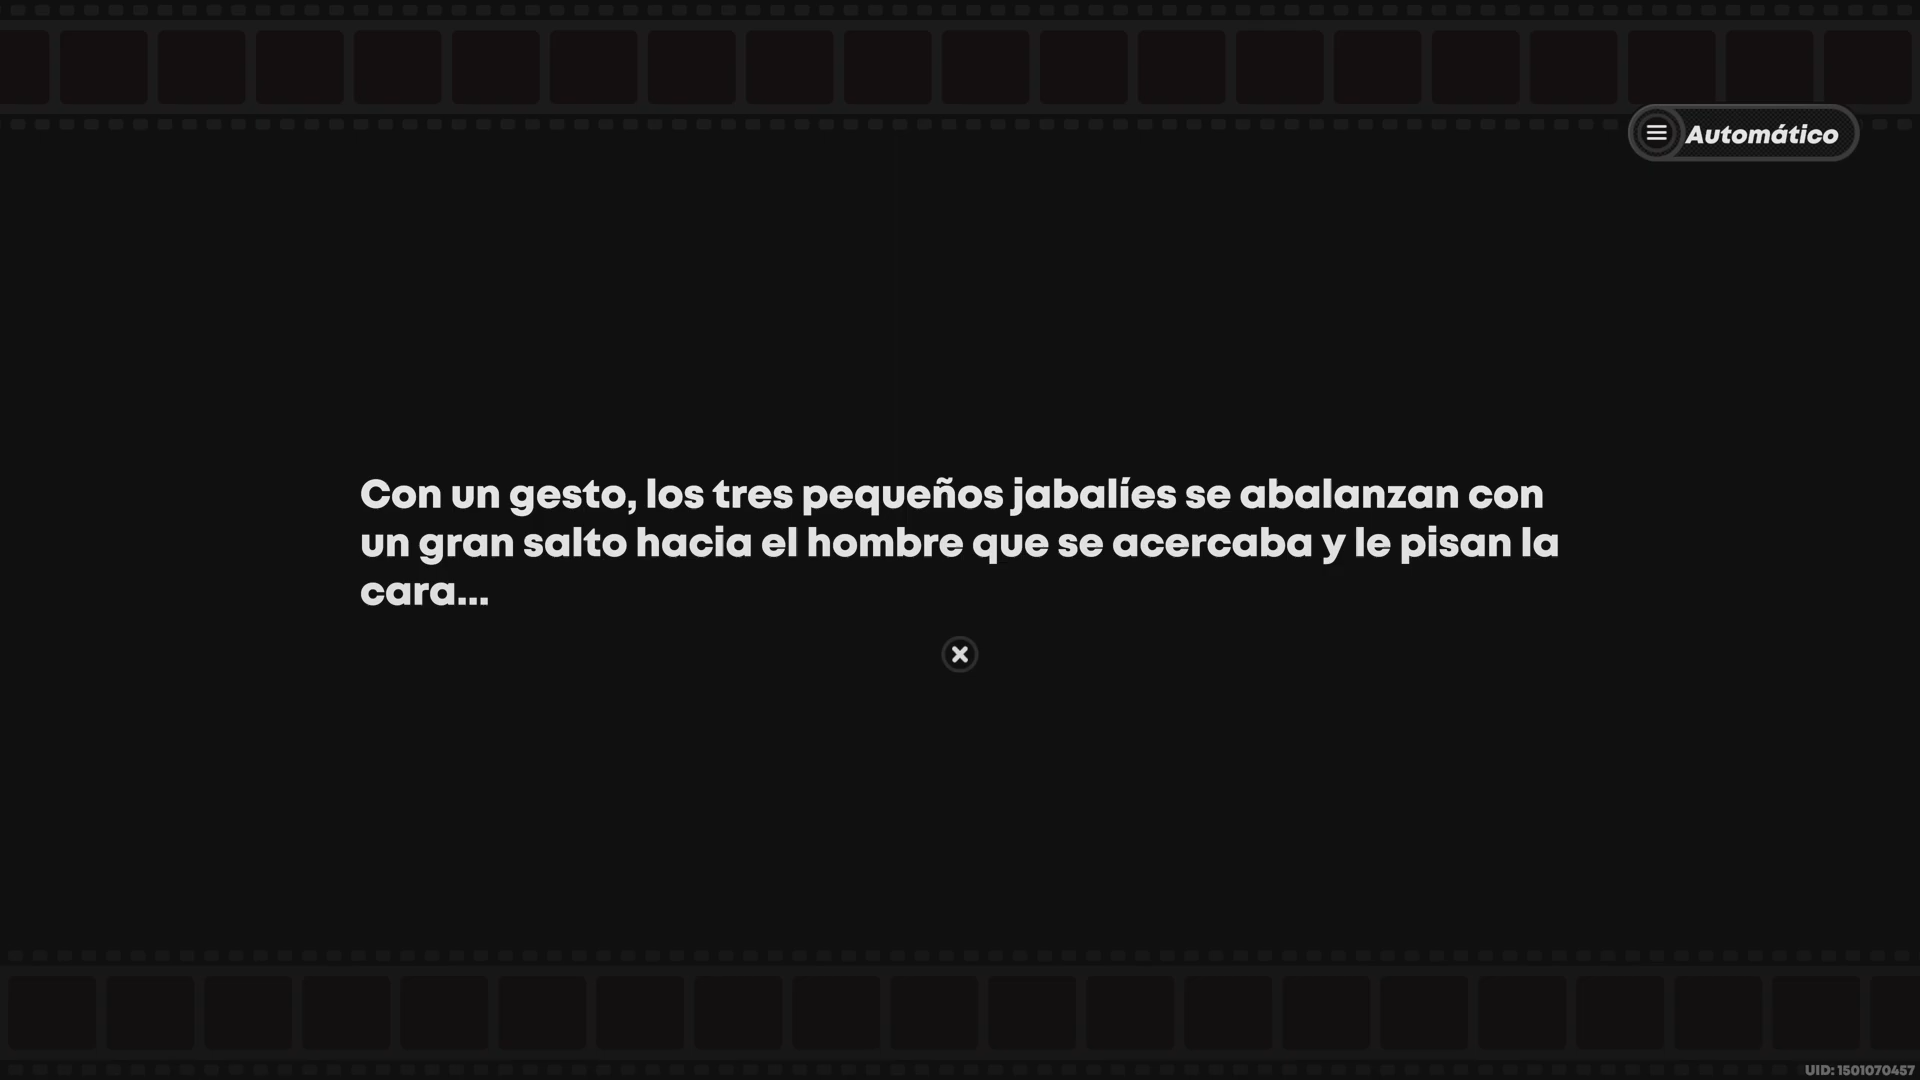 Automático
Con un gesto, los tres pequeños jabalíes se abalanzan con
un gran salto hacia el hombre que se acercaba y le pisan la
cara...
UID: 1501070457